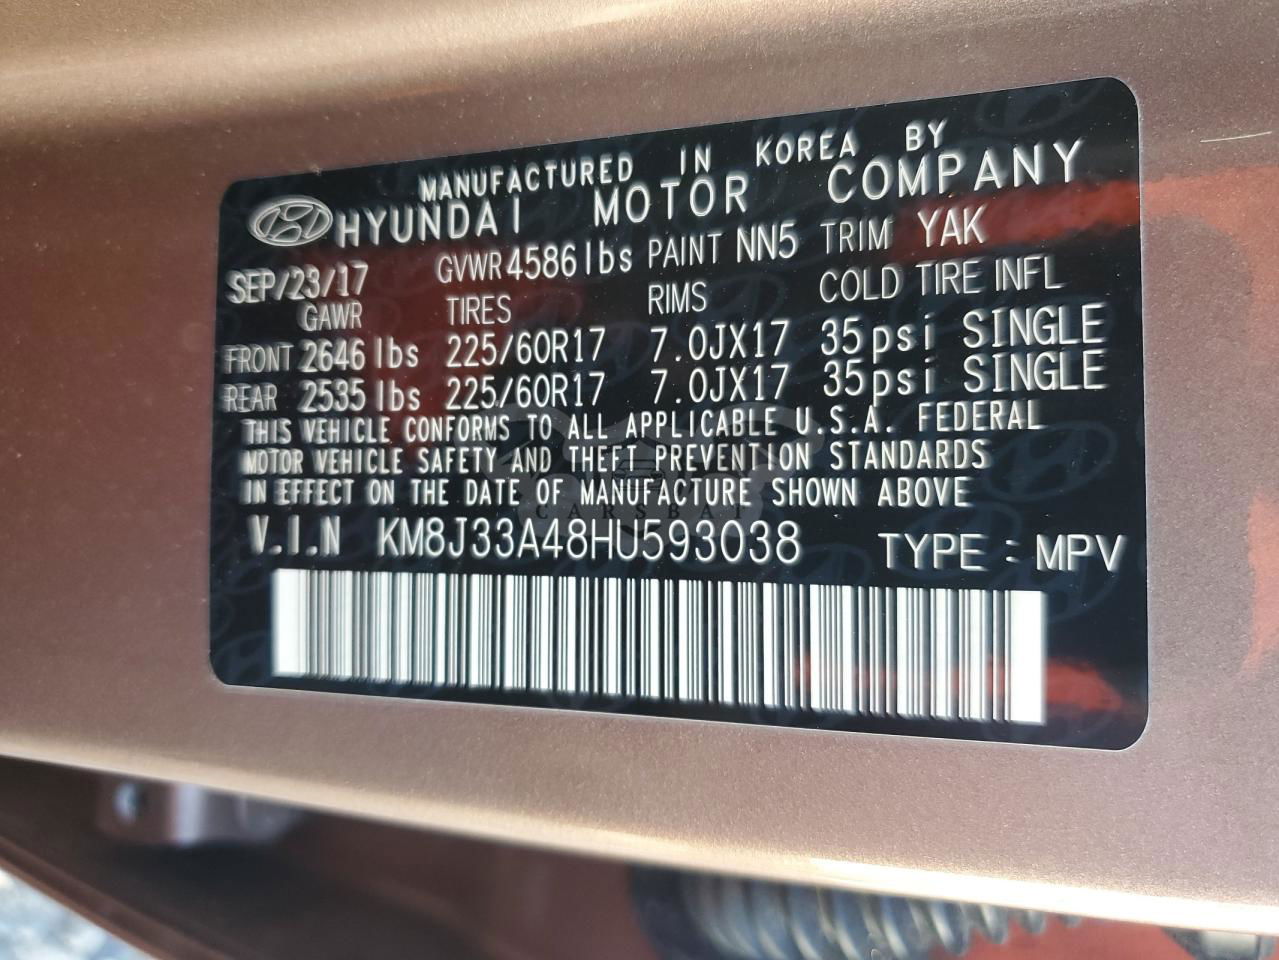 MANUFACTURED IN KOREA BY
HYUNDAI MOTOR COMPANY
SEP/23/17 GVWR 4586 lbs PAINT NN5 TRIM YAK
GAWR TIRES RIMS COLD TIRE INFL
FRONT 2646 lbs 225/60R17 7.0JX17 35psi SINGLE
REAR 2535 lbs 225/60R17 7.0JX17 35psi SINGLE
THIS VEHICLE CONFORMS TO ALL APPLICABLE U.S.A. FEDERAL
MOTOR VEHICLE SAFETY AND THEFT PREVENTION STANDARDS
IN EFFECT ON THE DATE OF MANUFACTURE SHOWN ABOVE
CARSBAT
V.I.N KM8J33A48HU593038 TYPE : MPV